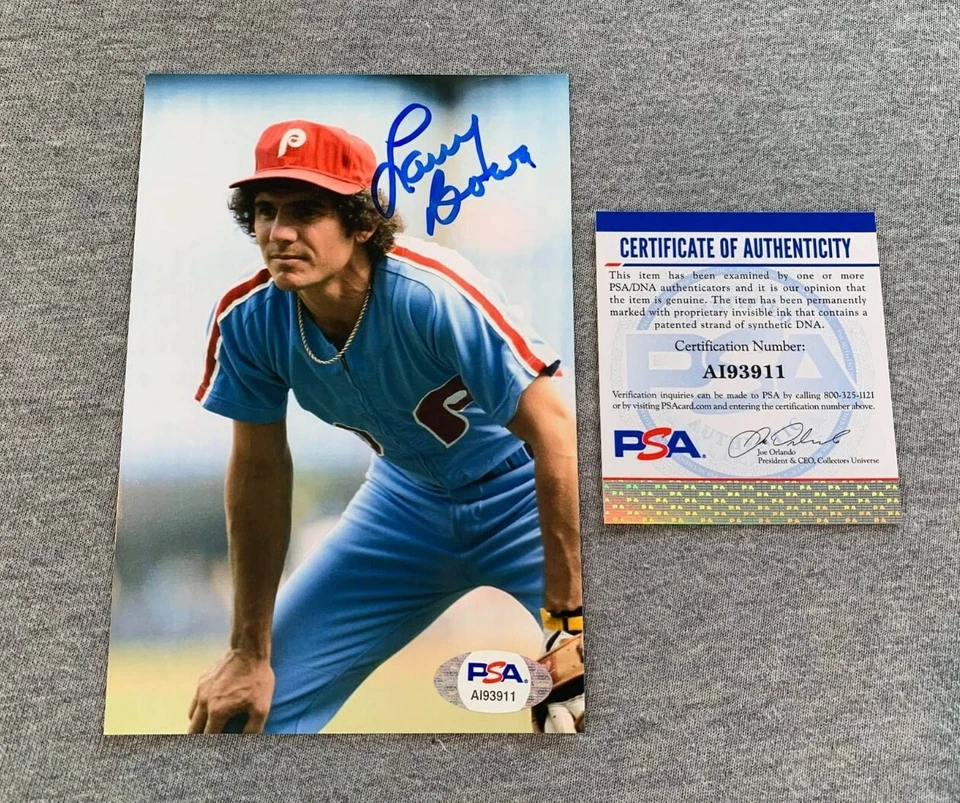 P
Larry
Bowa
P
PSA
AI93911
CERTIFICATE OF AUTHENTICITY
This item has been examined by one or more
PSA/DNA authenticators and it is our opinion that
the item is genuine. The item has been permanently
marked with proprietary invisible ink that contains a
patented strand of synthetic DNA.
Certification Number:
AI93911
Verification inquiries can be made to PSA by calling 800-325-1121
or by visiting PSAcard.com and entering the certification number above.
PSA
Joe Orlando
Joe Orlando
President & CEO, Collectors Universe